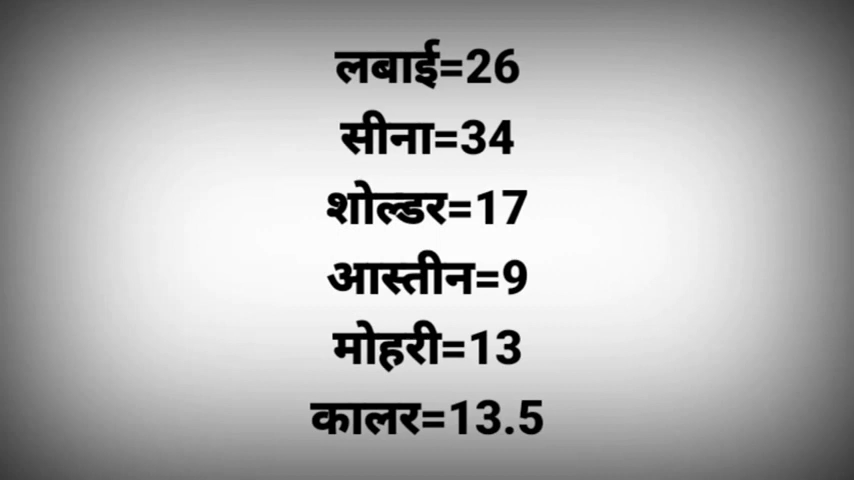 लबाई=26
सीना=34
शोल्डर=17
आस्तीन=9
मोहरी=13
कालर=13.5